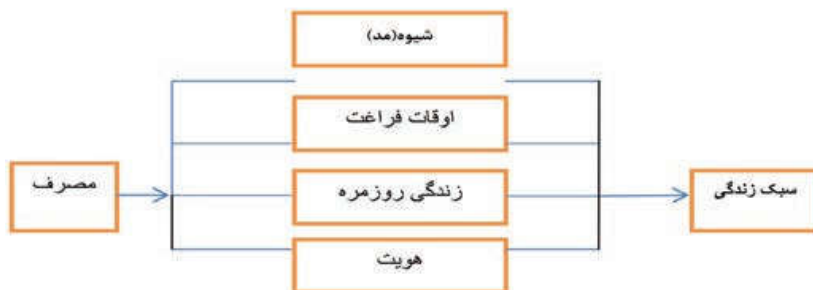 شیوه(مد)
اوقات فراغت
مصرف
زندگی روزمره
سبک زندگی
هویت